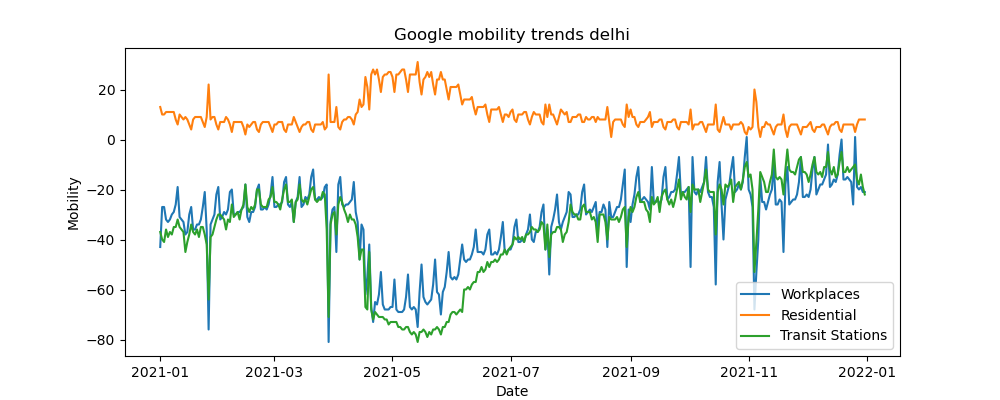 Google mobility trends delhi
Mobility
20
0
−20
−40
−60
−80
Workplaces
Residential
Transit Stations
2021-01 2021-03 2021-05 2021-07 2021-09 2021-11 2022-01
Date